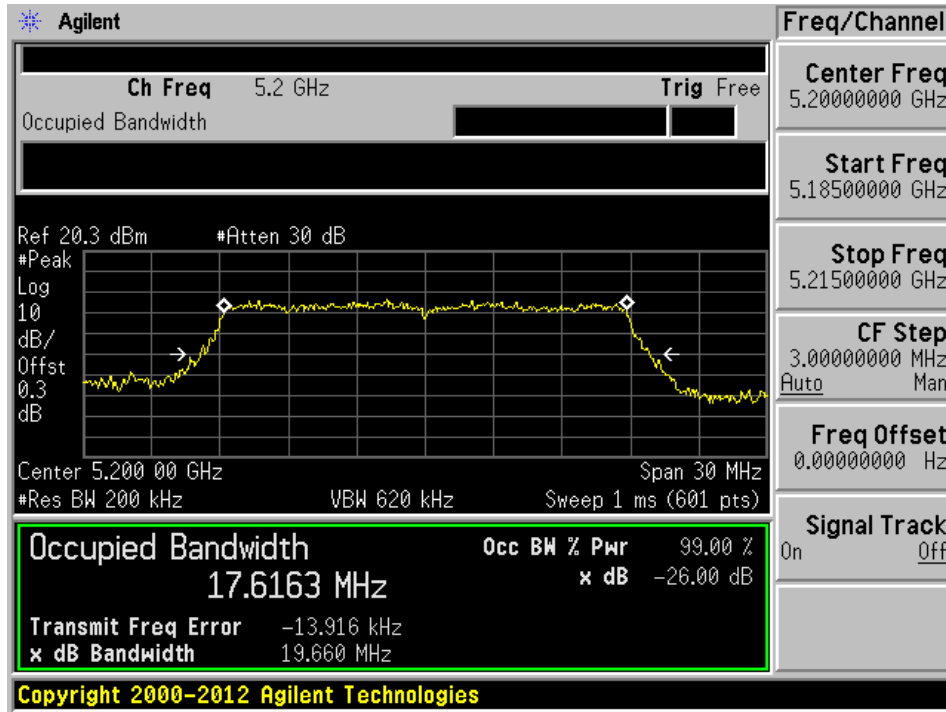 Agilent
Freq/Channel
Ch Freq 5.2 GHz Trig Free
Occupied Bandwidth
Center Freq
5.20000000 GHz
Start Freq
5.18500000 GHz
Stop Freq
5.21500000 GHz
CF Step
3.00000000 MHz
Auto Man
Freq Offset
0.00000000 Hz
Signal Track
On Off
Ref 20.3 dBm #Atten 30 dB
#Peak
Log
10
dB/
Offst
0.3
dB
Center 5.200 00 GHz Span 30 MHz
#Res BW 200 kHz VBW 620 kHz Sweep 1 ms (601 pts)
Occupied Bandwidth Occ BW % Pwr 99.00 %
17.6163 MHz x dB -26.00 dB
Transmit Freq Error -13.916 kHz
x dB Bandwidth 19.660 MHz
Copyright 2000-2012 Agilent Technologies